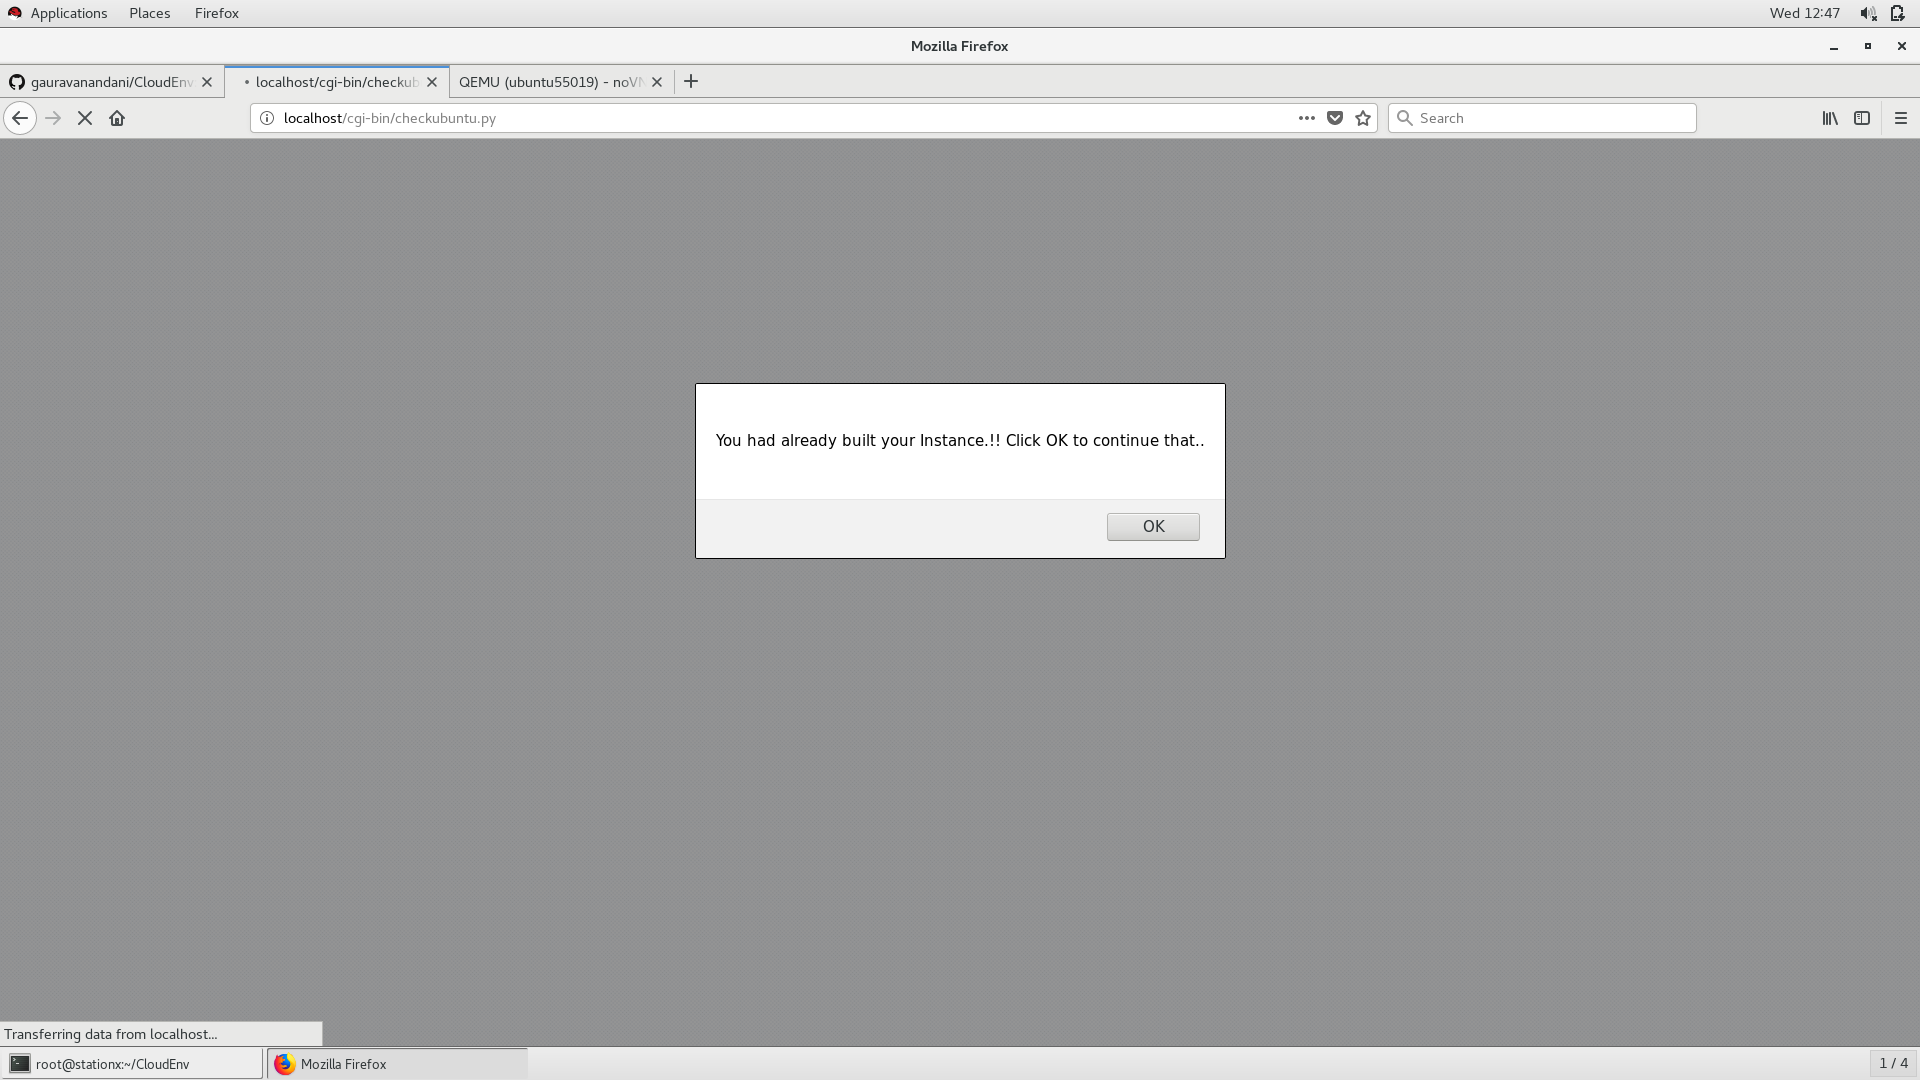 Applications Places Firefox Wed 12:47
Mozilla Firefox
gauravanandani/CloudEnv localhost/cgi-bin/checkub QEMU (ubuntu55019) - noVN
localhost/cgi-bin/checkubuntu.py Search
You had already built your Instance.!! Click OK to continue that..
OK
Transferring data from localhost...
root@stationx:~/CloudEnv Mozilla Firefox 1 / 4